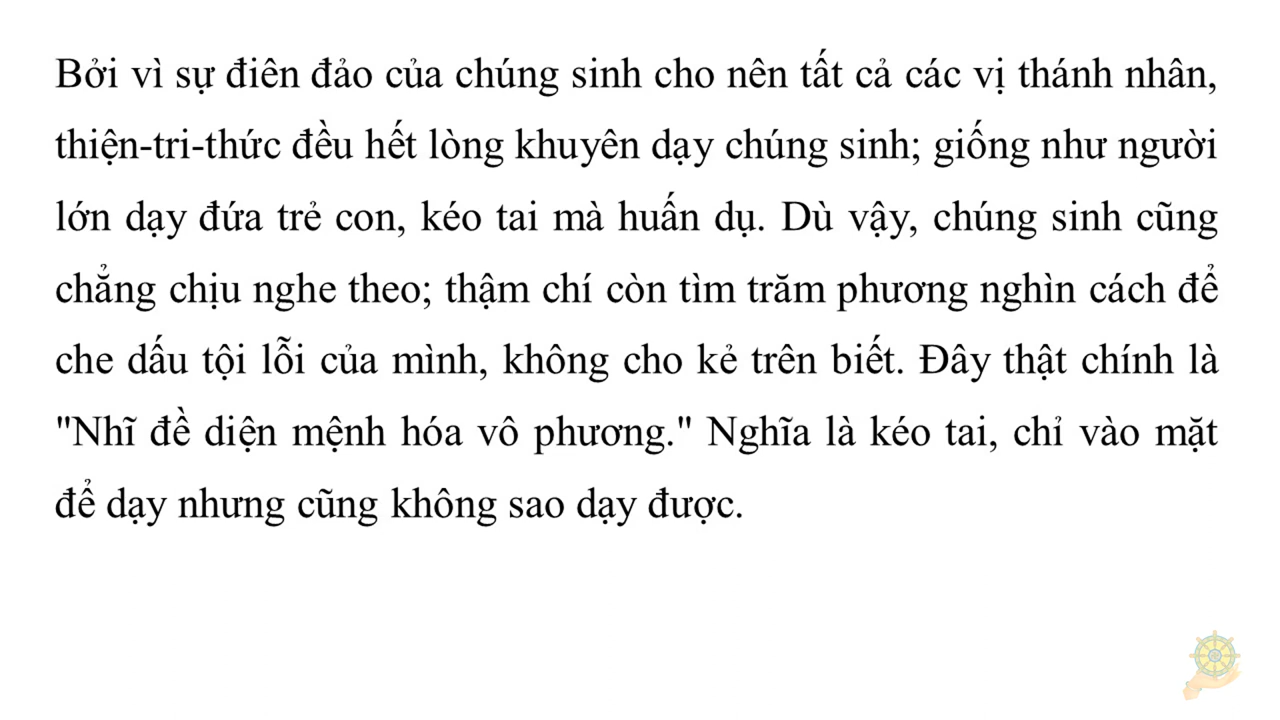 Bởi vì sự điên đảo của chúng sinh cho nên tất cả các vị thánh nhân,
thiện-tri-thức đều hết lòng khuyên dạy chúng sinh; giống như người
lớn dạy đứa trẻ con, kéo tai mà huấn dụ. Dù vậy, chúng sinh cũng
chẳng chịu nghe theo; thậm chí còn tìm trăm phương nghìn cách để
che dấu tội lỗi của mình, không cho kẻ trên biết. Đây thật chính là
"Nhĩ đề diện mệnh hóa vô phương." Nghĩa là kéo tai, chỉ vào mặt
để dạy nhưng cũng không sao dạy được.